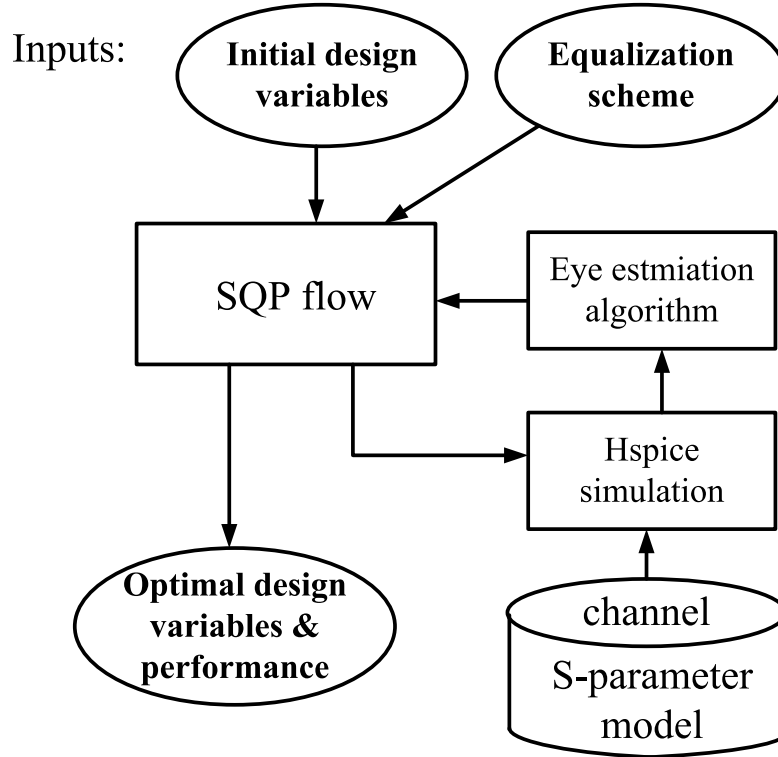 Inputs:
Initial design
variables
Equalization
scheme
SQP flow
Eye estmiation
algorithm
Hspice
simulation
Optimal design
variables &
performance
channel
S-parameter
model